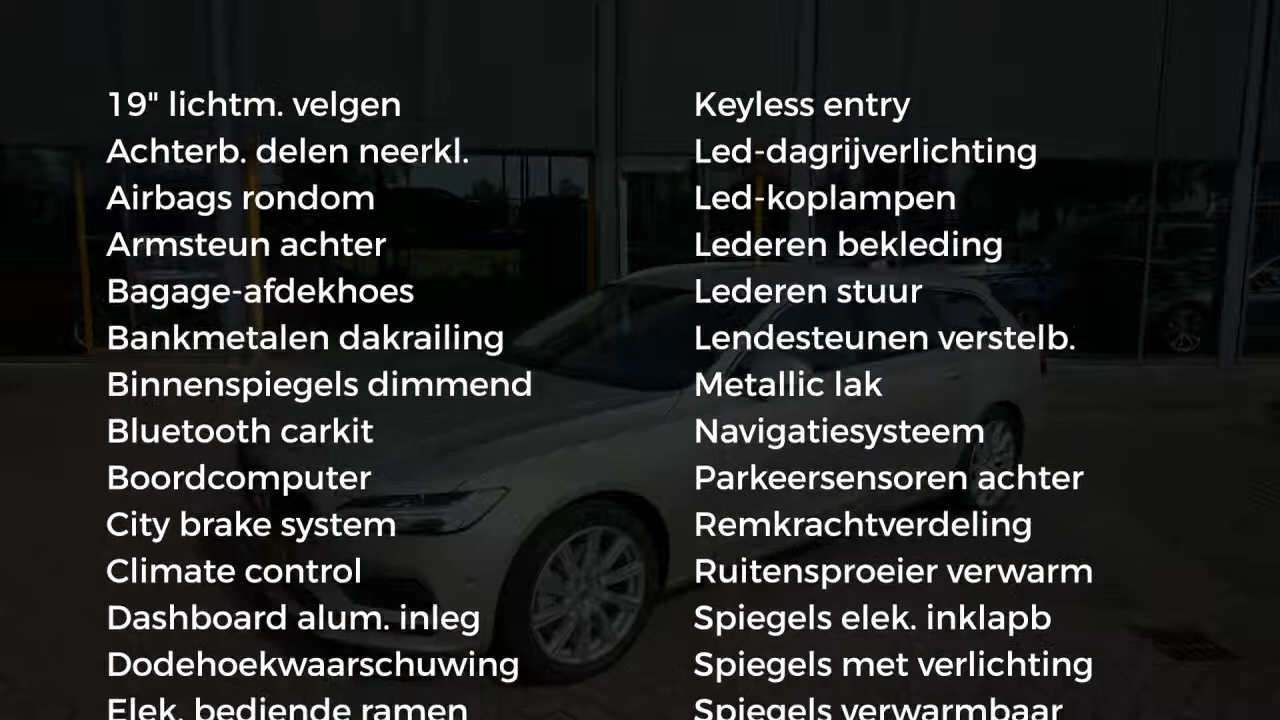 19" lichtm. velgen
Achterb. delen neerkl.
Airbags rondom
Armsteun achter
Bagage-afdekhoes
Bankmetalen dakrailing
Binnenspiegels dimmend
Bluetooth carkit
Boordcomputer
City brake system
Climate control
Dashboard alum. inleg
Dodehoekwaarschuwing
Elek. bediende ramen
Keyless entry
Led-dagrijverlichting
Led-koplampen
Lederen bekleding
Lederen stuur
Lendesteunen verstelb.
Metallic lak
Navigatiesysteem
Parkeersensoren achter
Remkrachtverdeling
Ruitensproeier verwarm
Spiegels elek. inklapb
Spiegels met verlichting
Spiegels verwarmbaar